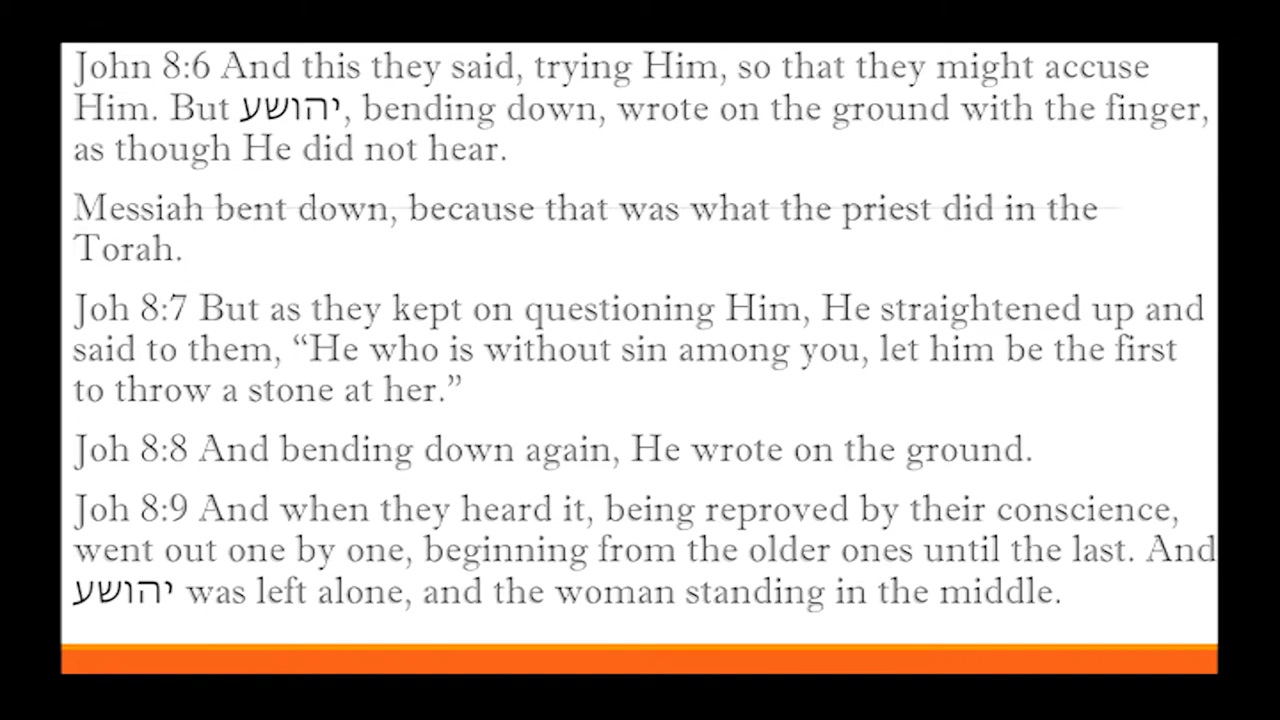 John 8:6 And this they said, trying Him, so that they might accuse
Him. But יהושע, bending down, wrote on the ground with the finger,
as though He did not hear.
Messiah bent down, because that was what the priest did in the
Torah.
Joh 8:7 But as they kept on questioning Him, He straightened up and
said to them, “He who is without sin among you, let him be the first
to throw a stone at her.”
Joh 8:8 And bending down again, He wrote on the ground.
Joh 8:9 And when they heard it, being reproved by their conscience,
went out one by one, beginning from the older ones until the last. And
יהושע was left alone, and the woman standing in the middle.